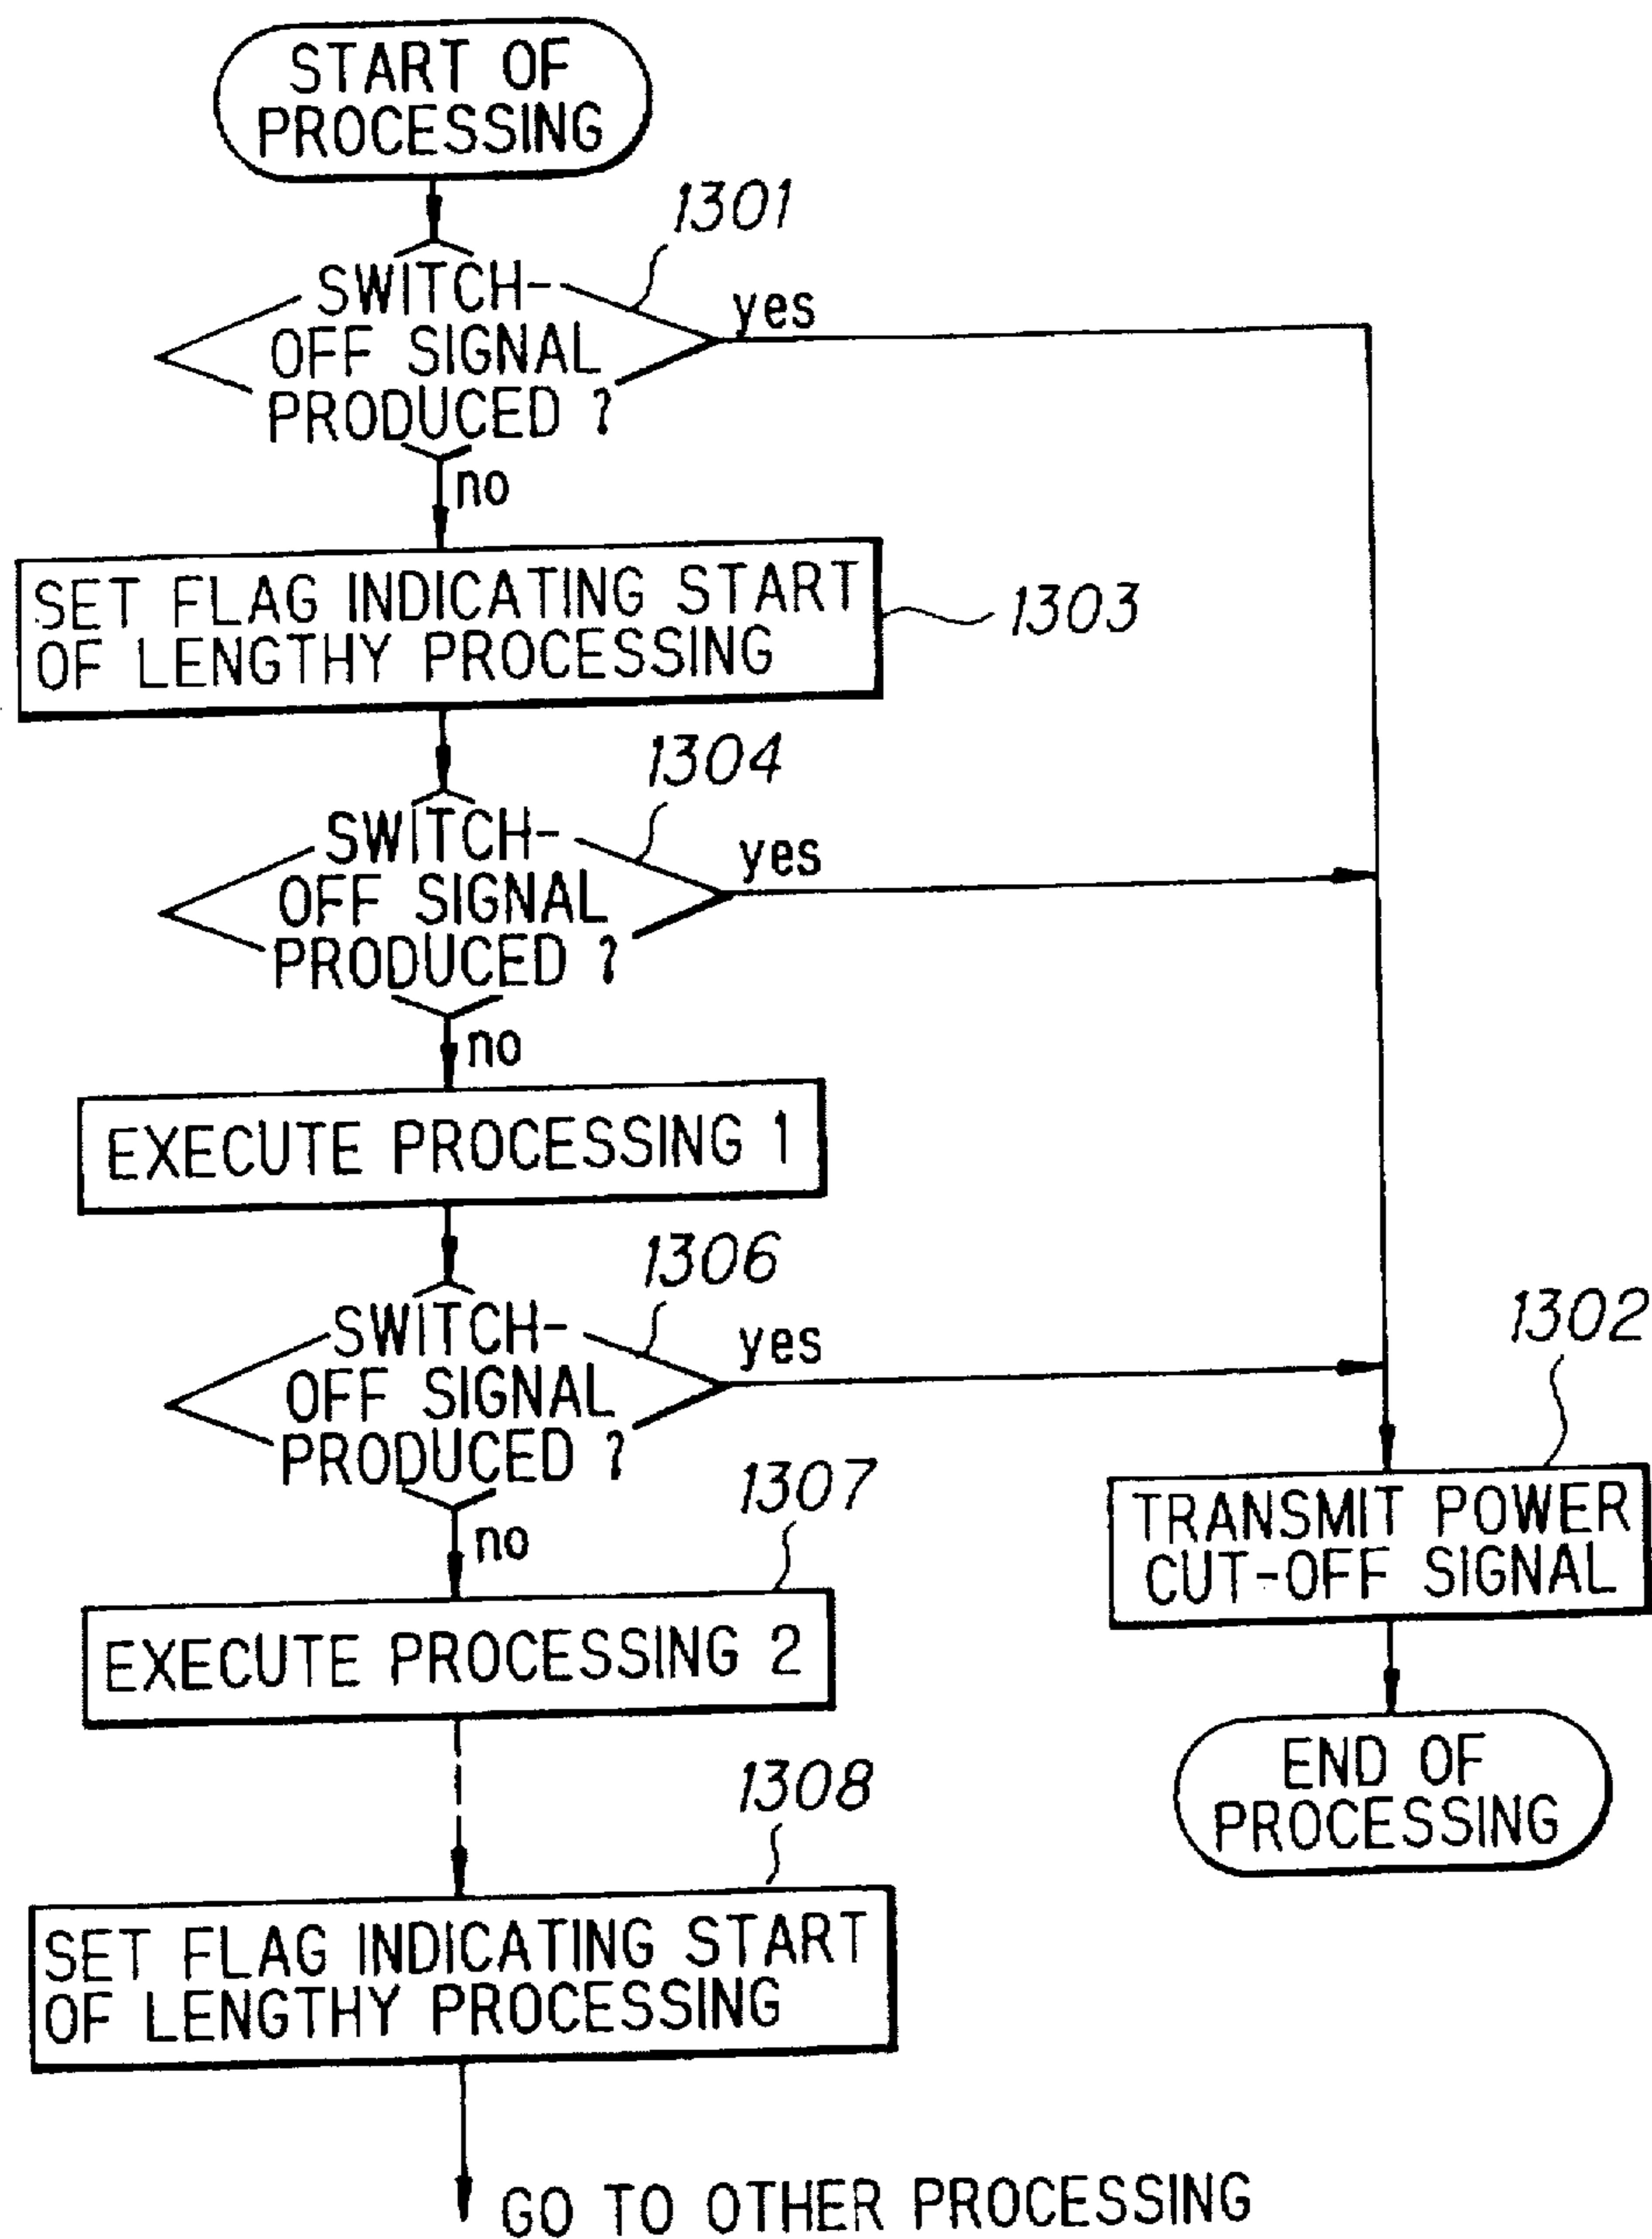 START OF
PROCESSING
1301
SWITCH-
OFF SIGNAL
PRODUCED ?
yes
no
SET FLAG INDICATING START
OF LENGTHY PROCESSING
1303
1304
SWITCH-
OFF SIGNAL
PRODUCED ?
yes
no
EXECUTE PROCESSING 1
1306
SWITCH-
OFF SIGNAL
PRODUCED ?
yes
no
1302
TRANSMIT POWER
CUT-OFF SIGNAL
1307
EXECUTE PROCESSING 2
END OF
PROCESSING
1308
SET FLAG INDICATING START
OF LENGTHY PROCESSING
GO TO OTHER PROCESSING